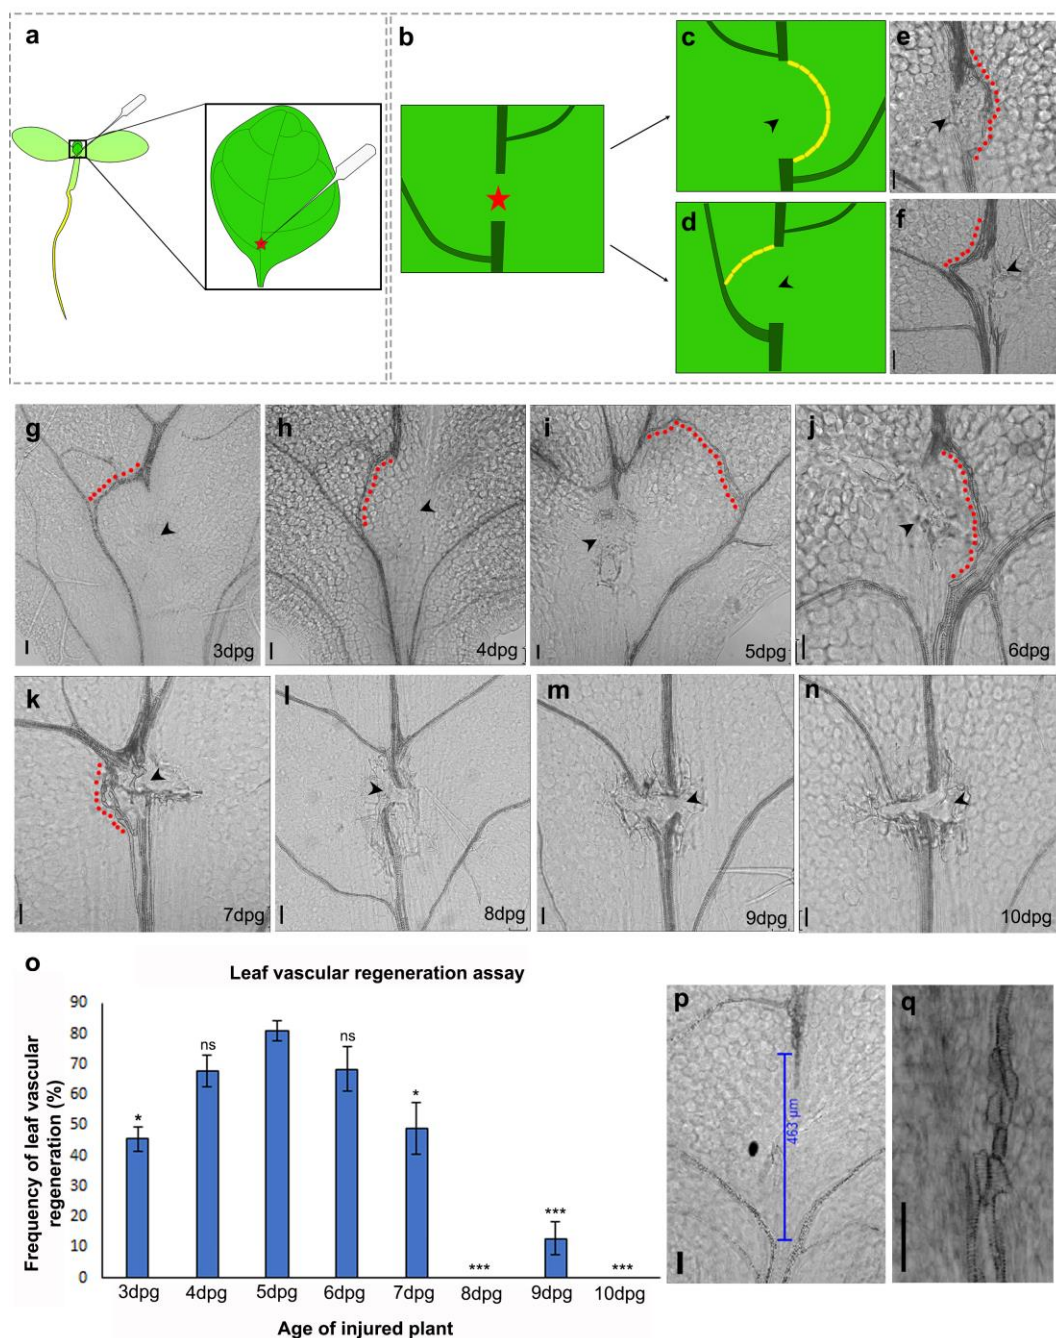 a
b
c
d
e
f
g
3dpg
h
4dpg
i
5dpg
j
6dpg
k
7dpg
l
8dpg
m
9dpg
n
10dpg
o
Leaf vascular regeneration assay
Frequency of leaf vascular
regeneration (%)
90
80
70
60
50
40
30
20
10
0
*
ns
ns
*
***
***
***
3dpg
4dpg
5dpg
6dpg
7dpg
8dpg
9dpg
10dpg
Age of injured plant
p
463 µm
q